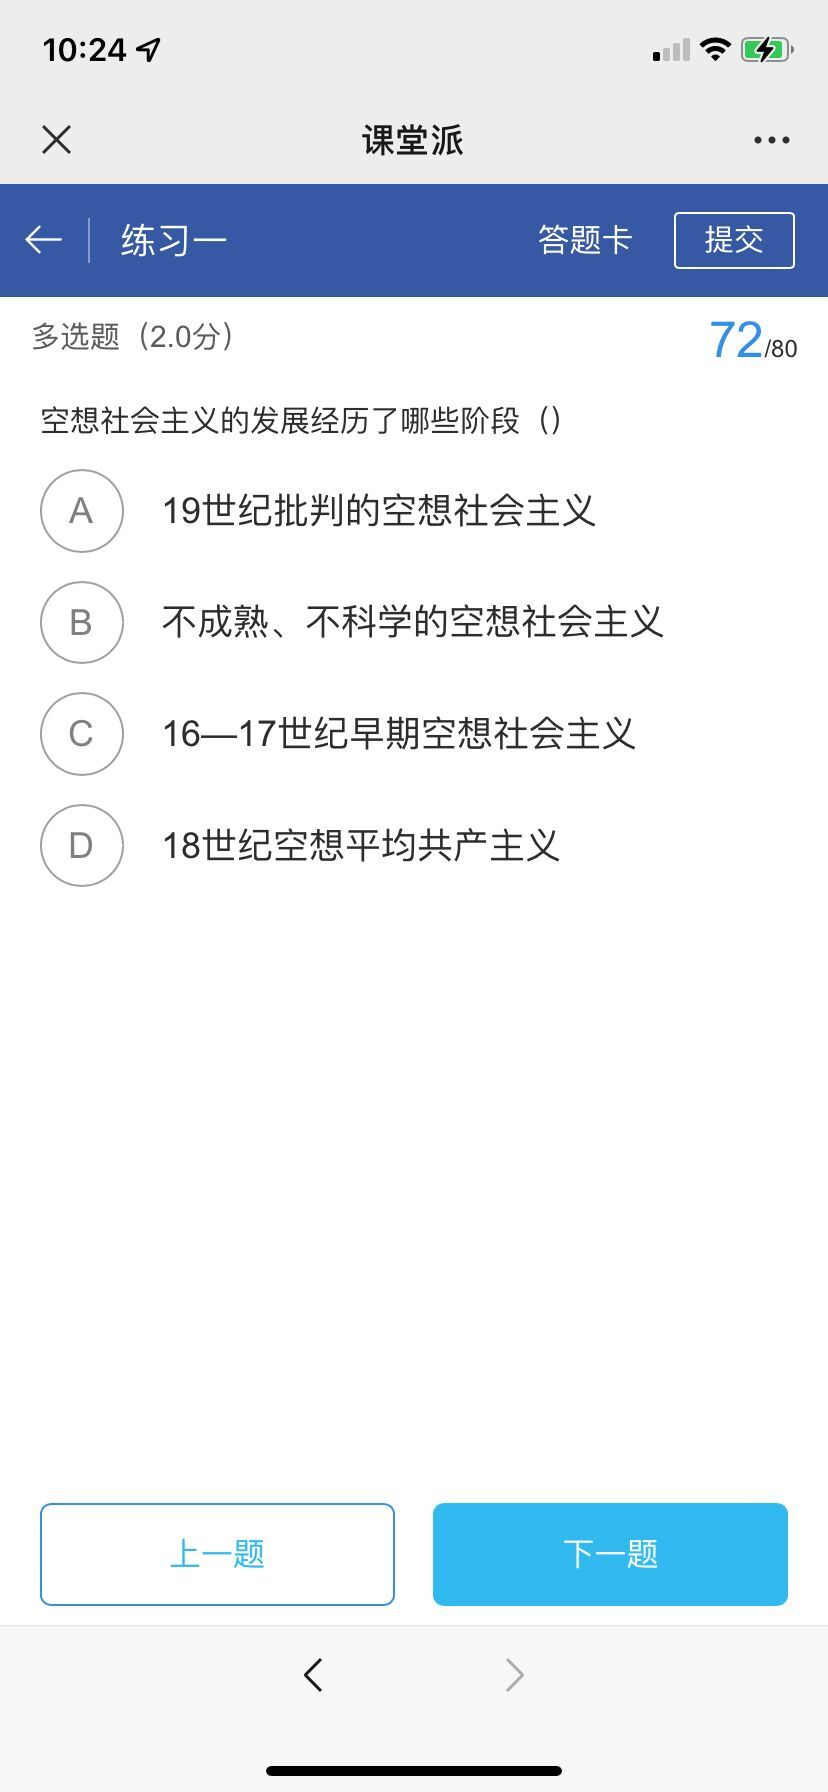 10:24
课堂派
练习一
答题卡
提交
多选题（2.0分）
72/80
空想社会主义的发展经历了哪些阶段（）
A 19世纪批判的空想社会主义
B 不成熟、不科学的空想社会主义
C 16—17世纪早期空想社会主义
D 18世纪空想平均共产主义
上一题
下一题